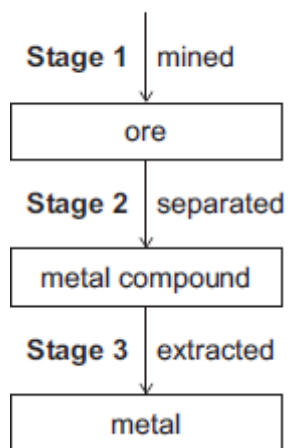 Stage 1 mined
ore
Stage 2 separated
metal compound
Stage 3 extracted
metal